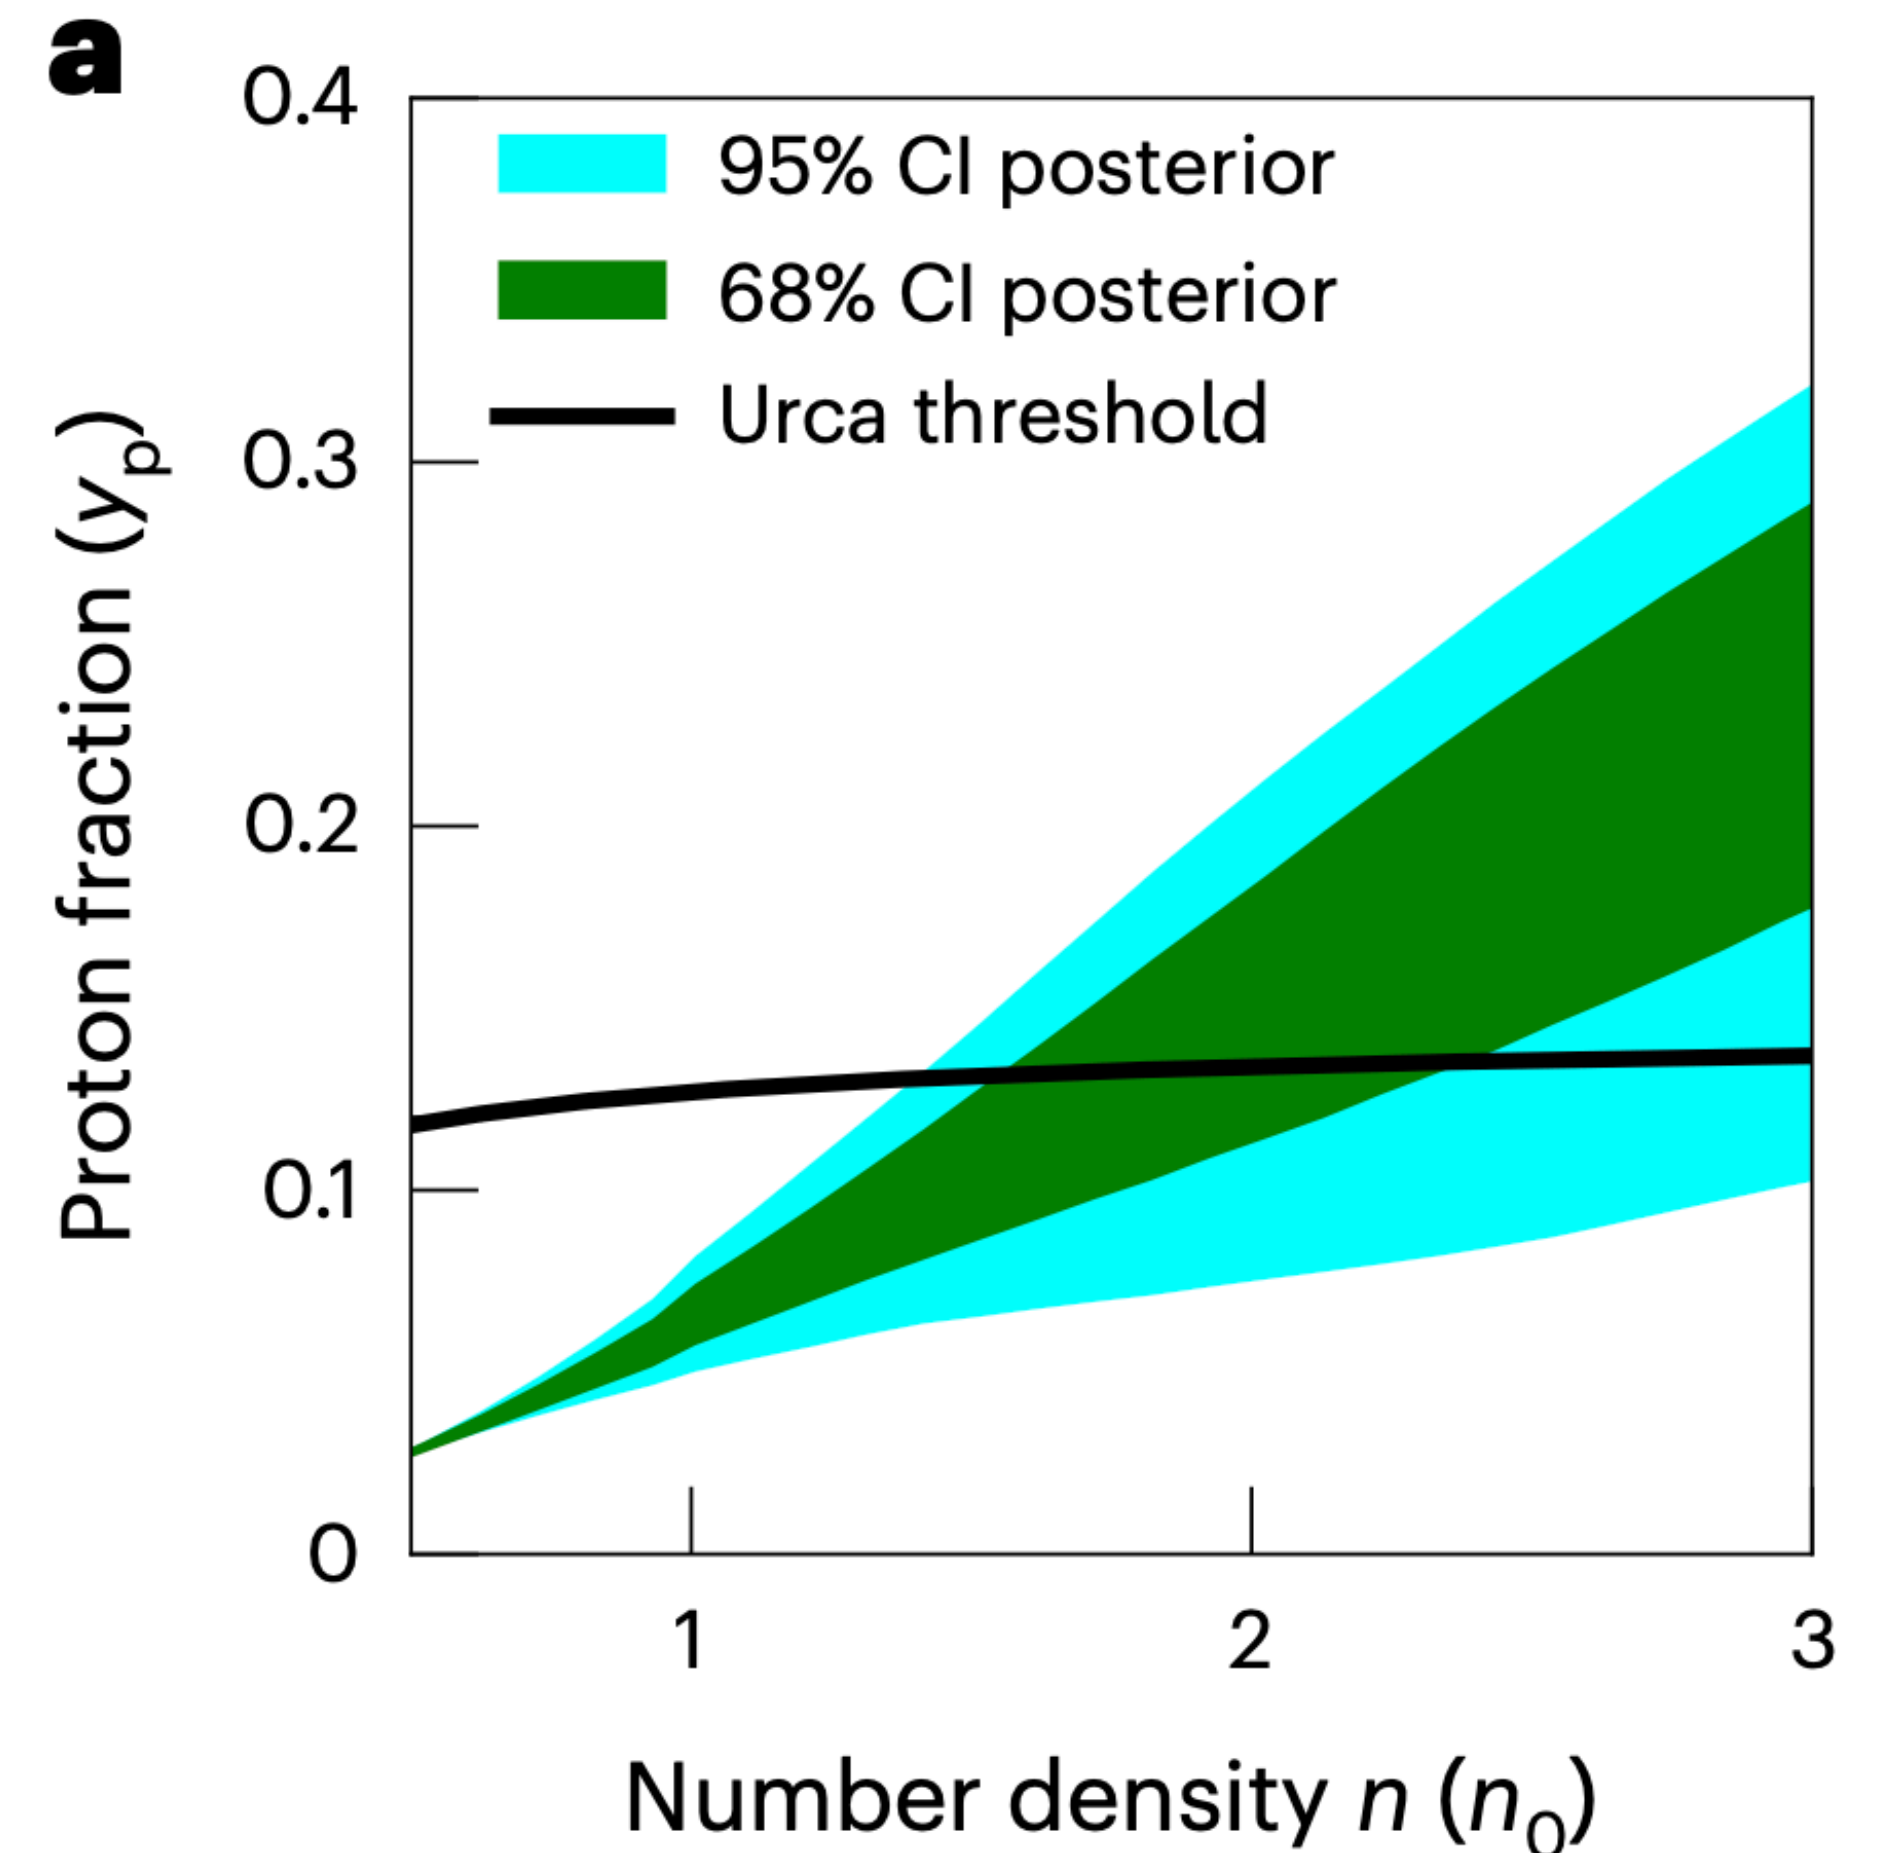 a
0.4
95% CI posterior
68% CI posterior
Urca threshold
0.3
0.2
0.1
0
Proton fraction (yp)
1 2 3
Number density n (n0)